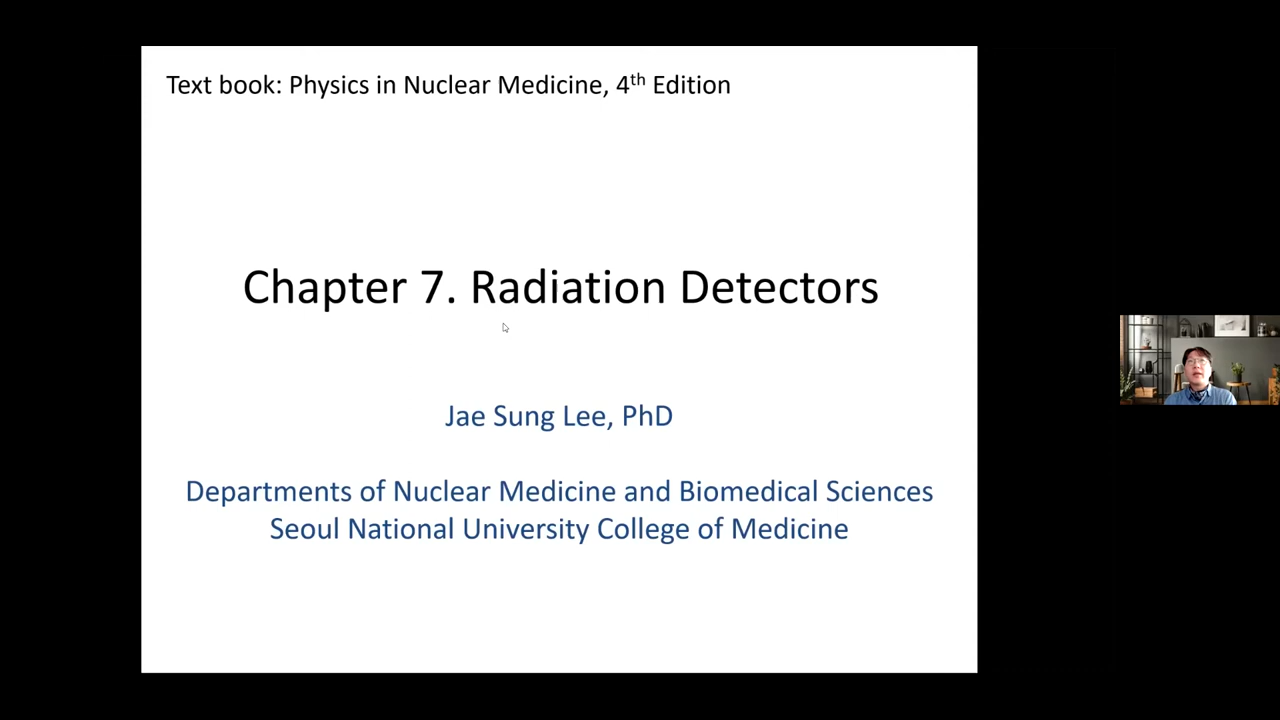 Text book: Physics in Nuclear Medicine, 4th Edition
Chapter 7. Radiation Detectors
Jae Sung Lee, PhD
Departments of Nuclear Medicine and Biomedical Sciences
Seoul National University College of Medicine